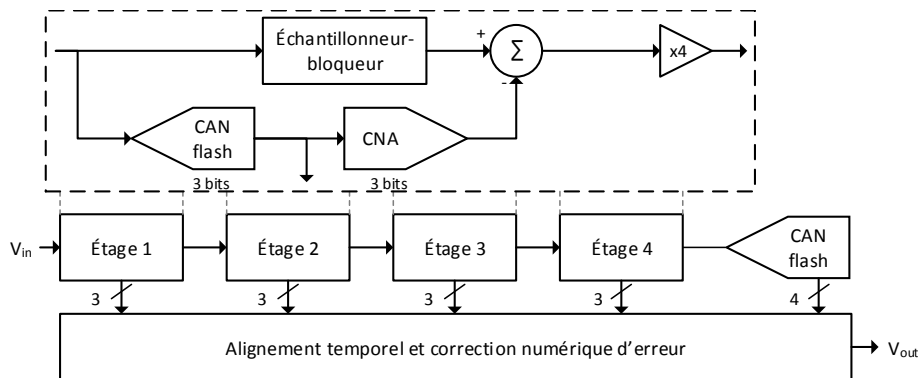 Échantillonneur-
bloqueur
+
Σ
-
x4
CAN
flash
3 bits
CNA
3 bits
Vin
Étage 1
Étage 2
Étage 3
Étage 4
CAN
flash
3
3
3
3
4
Alignement temporel et correction numérique d'erreur
Vout